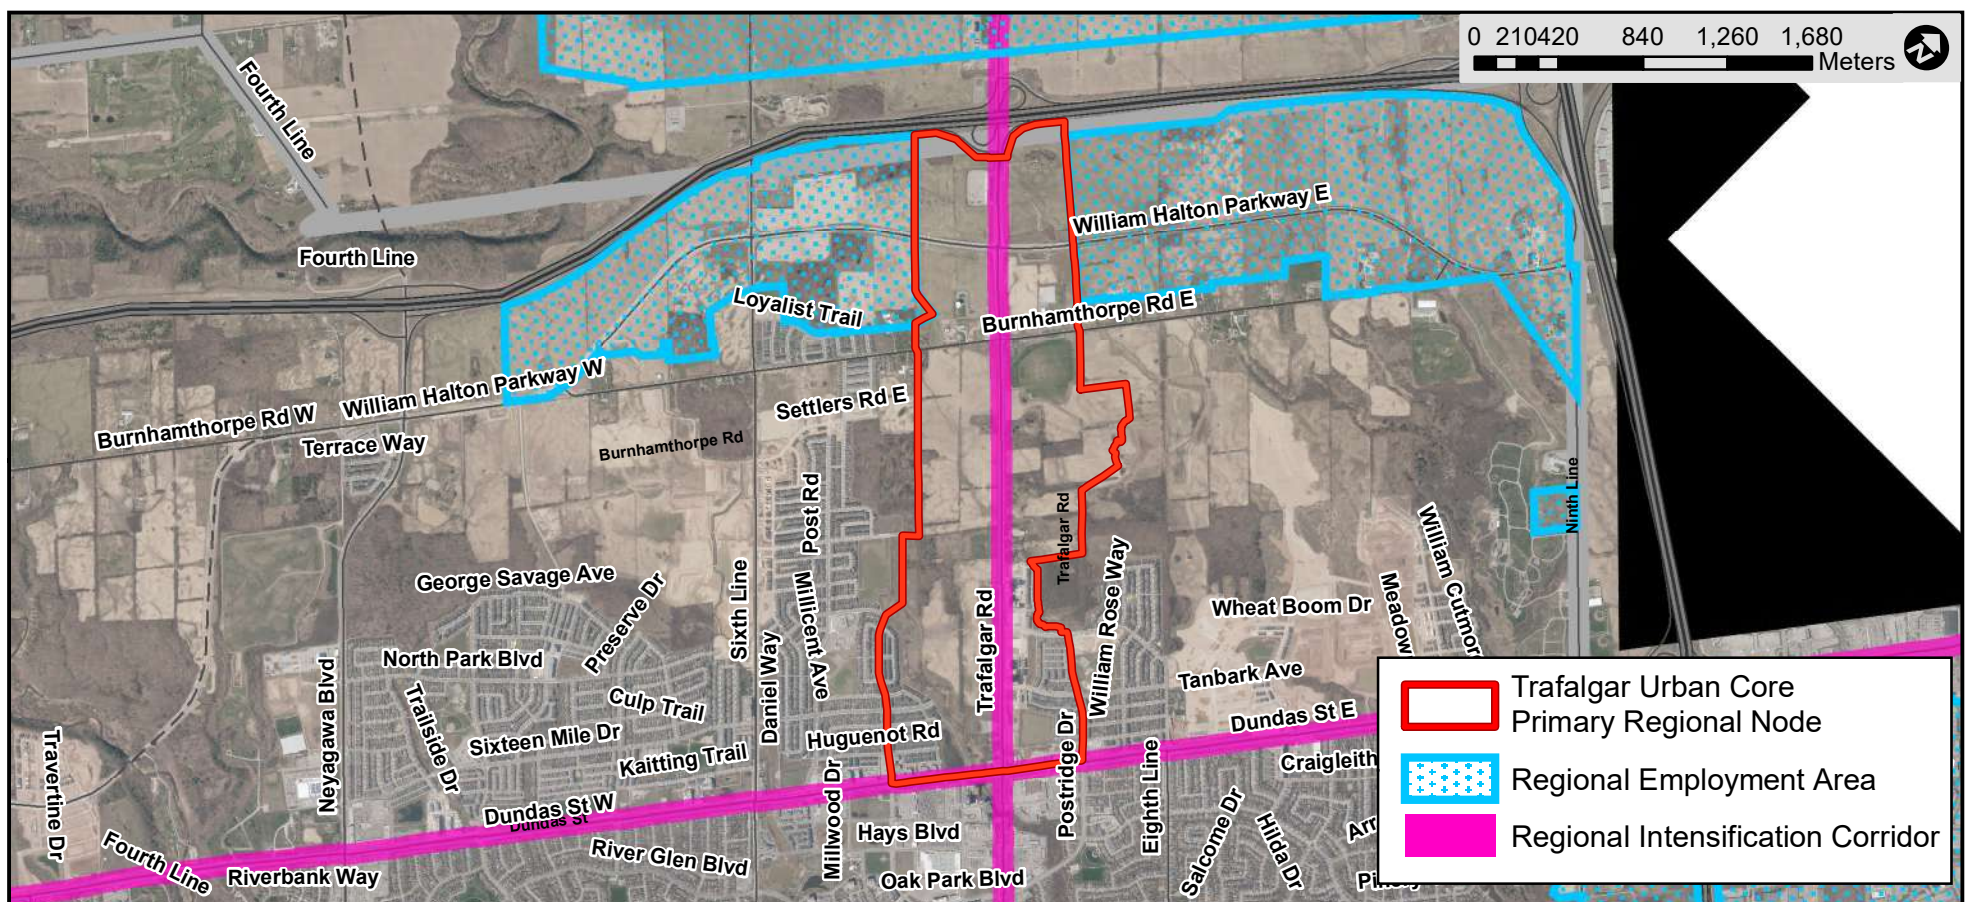 0 210420 840 1,260 1,680
Meters
Fourth Line
Fourth Line
William Halton Parkway E
Loyalist Trail
Burnhamthorpe Rd E
William Halton Parkway W
Burnhamthorpe Rd W
Terrace Way
Settlers Rd E
Burnhamthorpe Rd
Post Rd
Trafalgar Rd
Ninth Line
William Cutmor
George Savage Ave
Preserve Dr
Sixth Line
Millicent Ave
Trafalgar Rd
William Rose Way
Wheat Boom Dr
Meadow
North Park Blvd
Neyagawa Blvd
Trailside Dr
Culp Trail
Daniel Way
Tanbark Ave
Sixteen Mile Dr
Kaitting Trail
Huguenot Rd
Postridge Dr
Dundas St E
Travertine Dr
Millwood Dr
Eighth Line
Craigleith
Dundas St W
Dundas St
Hays Blvd
Salcome Dr
Hilda Dr
Arr
Fourth Line
Riverbank Way
River Glen Blvd
Oak Park Blvd
Trafalgar Urban Core
Primary Regional Node
Regional Employment Area
Regional Intensification Corridor